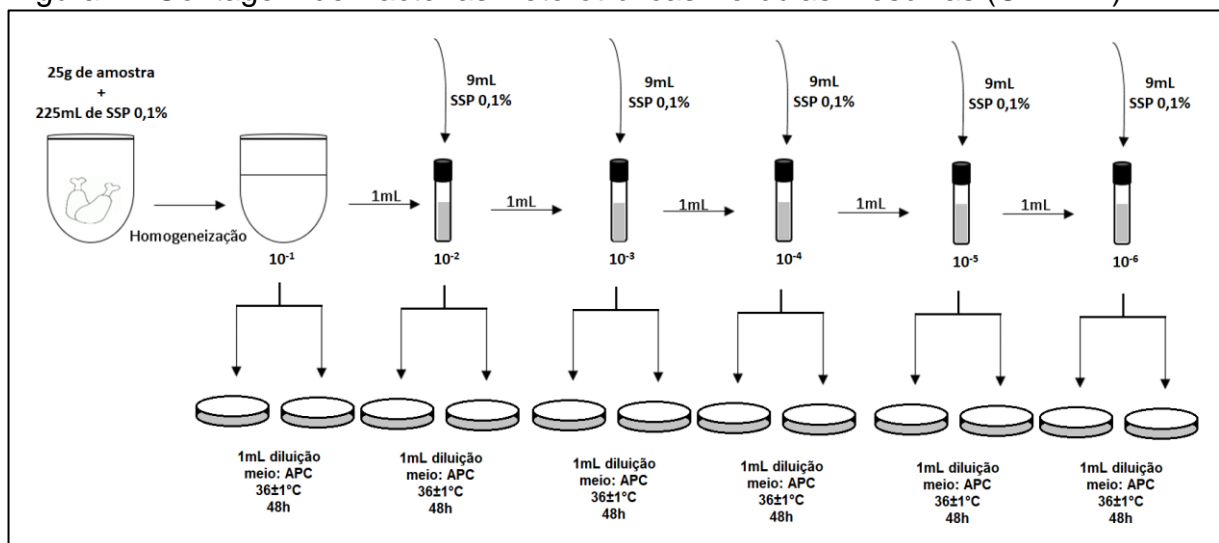 25g de amostra
+
225mL de SSP 0,1%
9mL
SSP 0,1%
9mL
SSP 0,1%
9mL
SSP 0,1%
9mL
SSP 0,1%
9mL
SSP 0,1%
Homogeneização
1mL
1mL
1mL
1mL
1mL
10⁻¹
10⁻²
10⁻³
10⁻⁴
10⁻⁵
10⁻⁶
1mL diluição
meio: APC
36±1°C
48h
1mL diluição
meio: APC
36±1°C
48h
1mL diluição
meio: APC
36±1°C
48h
1mL diluição
meio: APC
36±1°C
48h
1mL diluição
meio: APC
36±1°C
48h
1mL diluição
meio: APC
36±1°C
48h